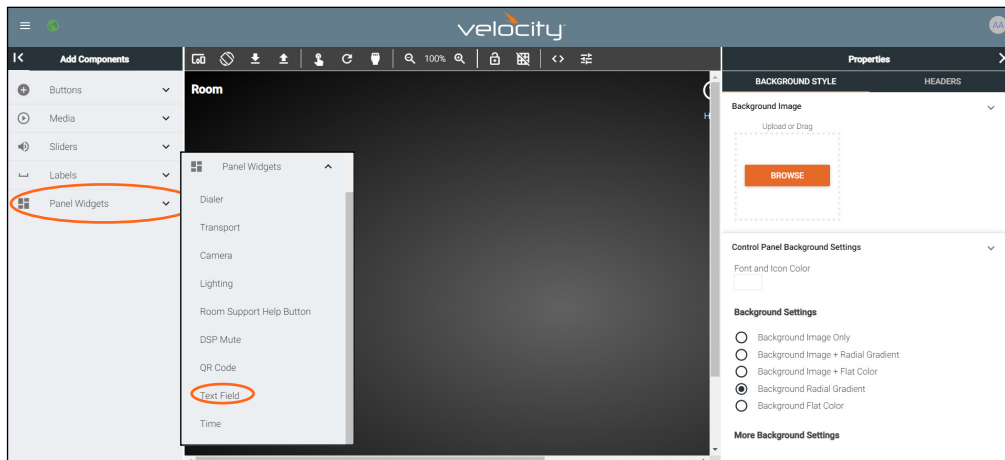 velocity
AA
Add Components
100%
Properties
Buttons
Media
Sliders
Labels
Panel Widgets
Room
H
Panel Widgets
Dialer
Transport
Camera
Lighting
Room Support Help Button
DSP Mute
QR Code
Text Field
Time
BACKGROUND STYLE
HEADERS
Background Image
Upload or Drag
BROWSE
Control Panel Background Settings
Font and Icon Color
Background Settings
Background Image Only
Background Image + Radial Gradient
Background Image + Flat Color
Background Radial Gradient
Background Flat Color
More Background Settings